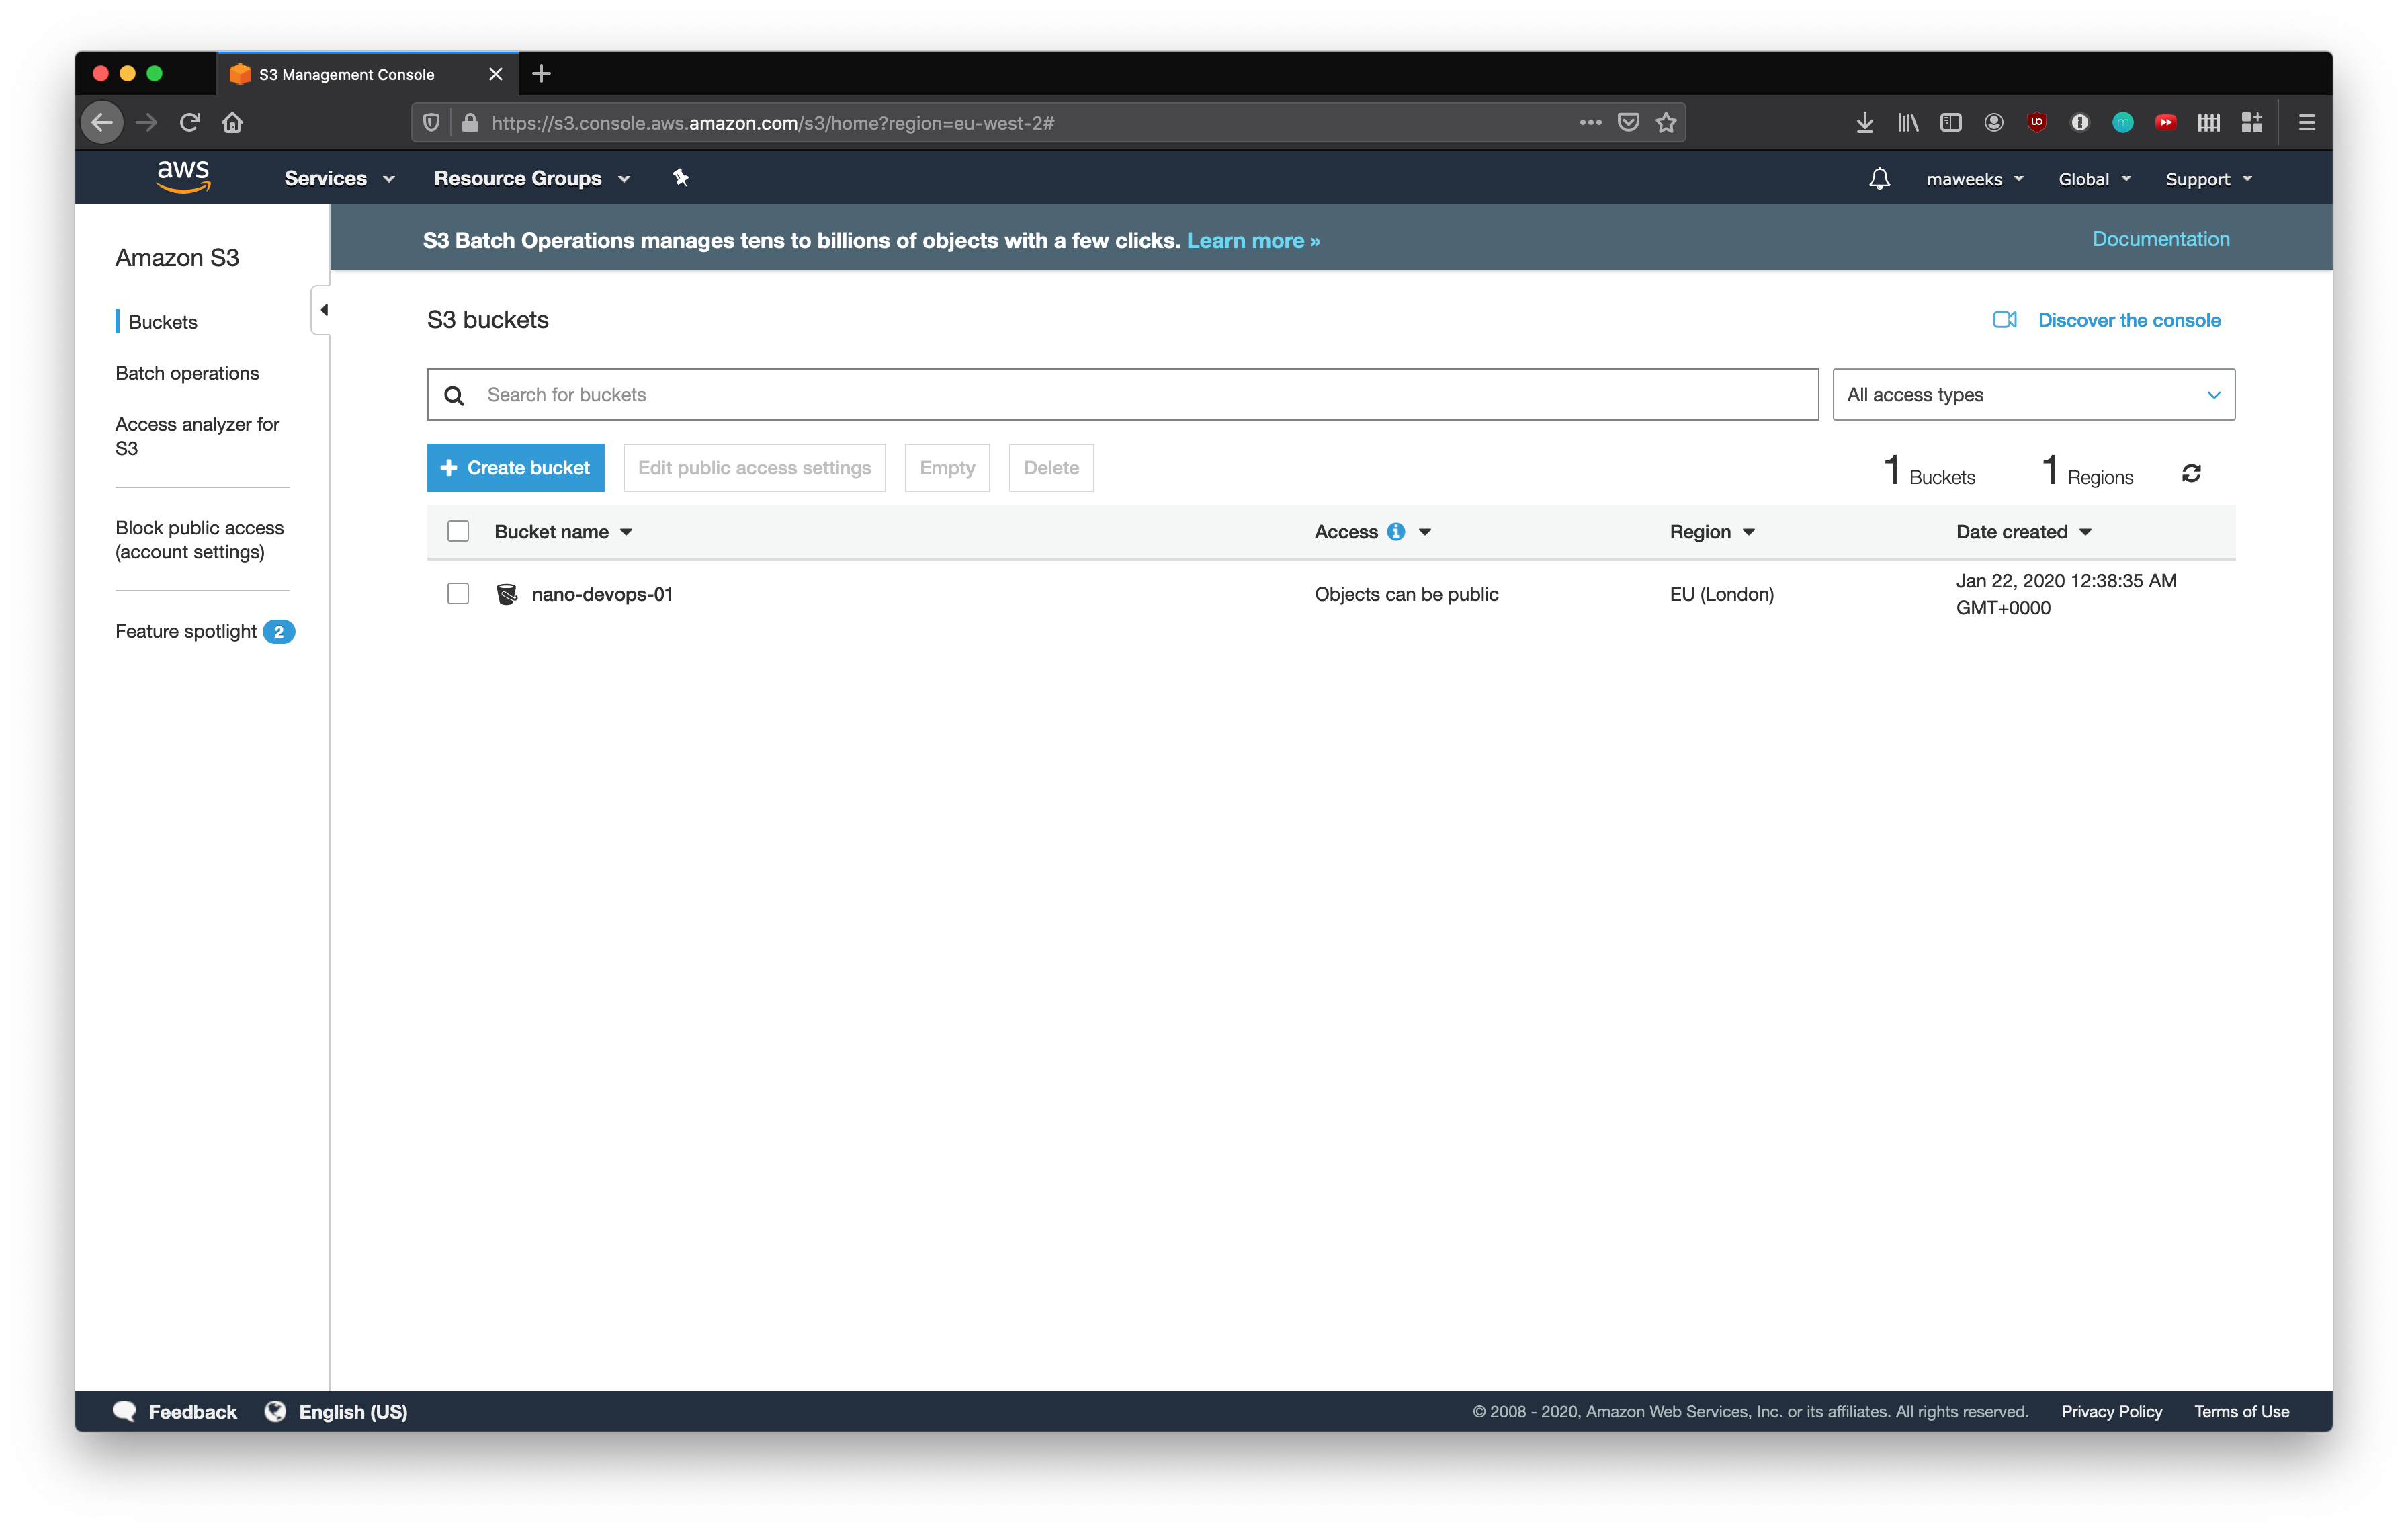 S3 Management Console
https://s3.console.aws.amazon.com/s3/home?region=eu-west-2#
aws
Services
Resource Groups
maweeks
Global
Support
Amazon S3
Buckets
Batch operations
Access analyzer for
S3
Block public access
(account settings)
Feature spotlight 2
S3 Batch Operations manages tens to billions of objects with a few clicks. Learn more »
Documentation
S3 buckets
Discover the console
Search for buckets
All access types
Create bucket
Edit public access settings
Empty
Delete
1 Buckets
1 Regions
Bucket name
Access
Region
Date created
nano-devops-01
Objects can be public
EU (London)
Jan 22, 2020 12:38:35 AM
GMT+0000
Feedback
English (US)
© 2008 - 2020, Amazon Web Services, Inc. or its affiliates. All rights reserved.
Privacy Policy
Terms of Use